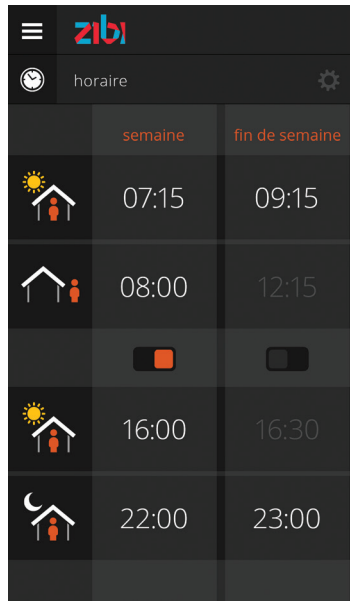 zibi
horaire
semaine fin de semaine
07:15 09:15
08:00 12:15
16:00 16:30
22:00 23:00